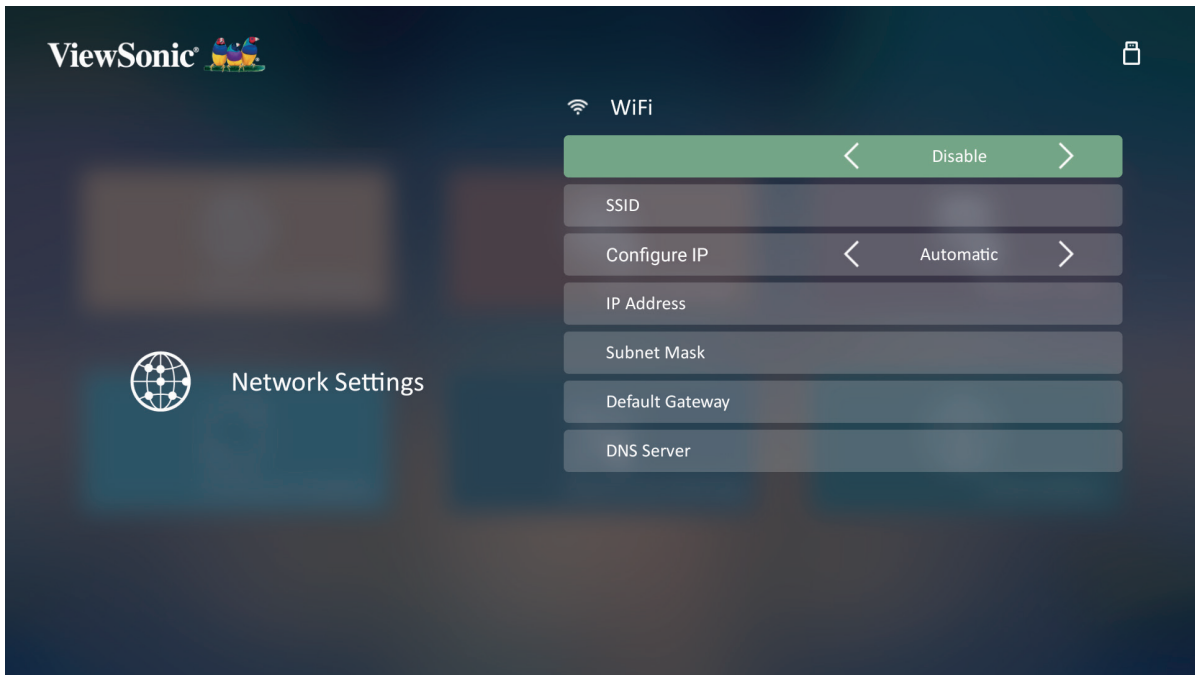 ViewSonic®
WiFi
Disable
SSID
Configure IP Automatic
IP Address
Subnet Mask
Network Settings
Default Gateway
DNS Server